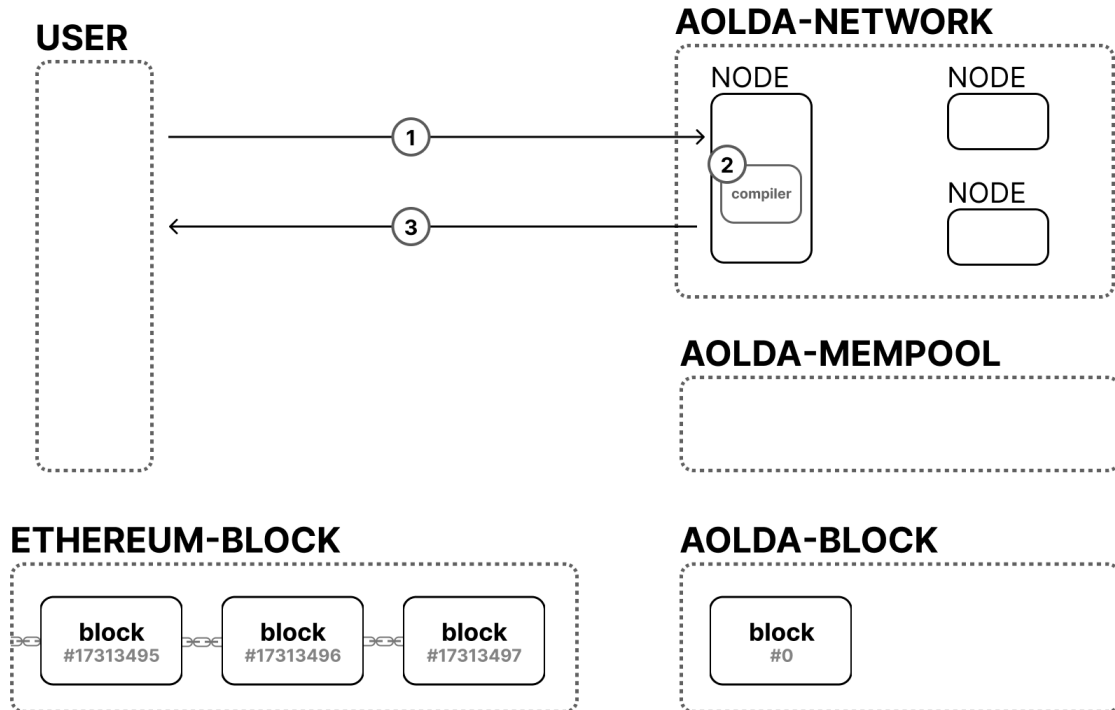 USER
AOLDA-NETWORK
NODE
NODE
1
2
compiler
NODE
3
AOLDA-MEMPOOL
ETHEREUM-BLOCK
AOLDA-BLOCK
block
#17313495
block
#17313496
block
#17313497
block
#0